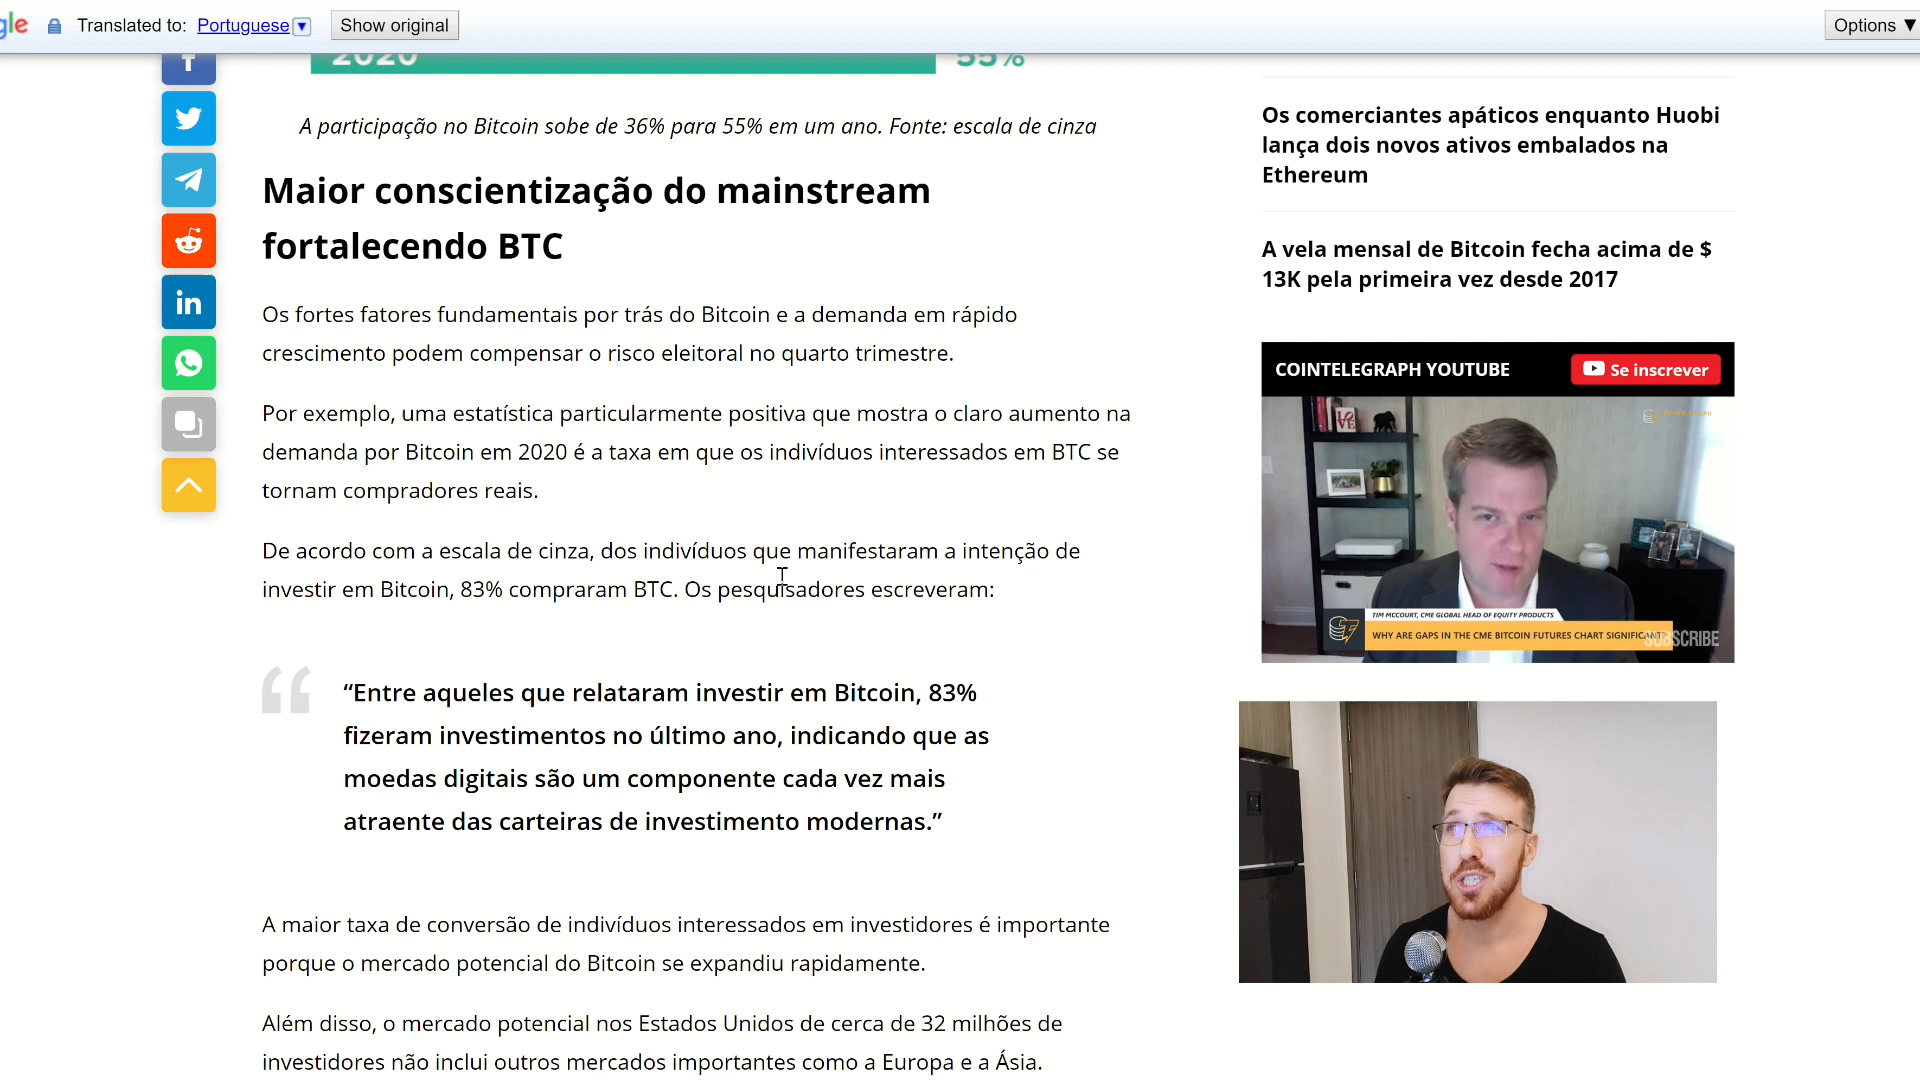 gle
Translated to: Portuguese
Show original
Options ▼
2020 55%
A participação no Bitcoin sobe de 36% para 55% em um ano. Fonte: escala de cinza
Maior conscientização do mainstream
fortalecendo BTC
Os fortes fatores fundamentais por trás do Bitcoin e a demanda em rápido
crescimento podem compensar o risco eleitoral no quarto trimestre.
Por exemplo, uma estatística particularmente positiva que mostra o claro aumento na
demanda por Bitcoin em 2020 é a taxa em que os indivíduos interessados em BTC se
tornam compradores reais.
De acordo com a escala de cinza, dos indivíduos que manifestaram a intenção de
investir em Bitcoin, 83% compraram BTC. Os pesquisadores escreveram:
“Entre aqueles que relataram investir em Bitcoin, 83%
fizeram investimentos no último ano, indicando que as
moedas digitais são um componente cada vez mais
atraente das carteiras de investimento modernas.”
A maior taxa de conversão de indivíduos interessados em investidores é importante
porque o mercado potencial do Bitcoin se expandiu rapidamente.
Além disso, o mercado potencial nos Estados Unidos de cerca de 32 milhões de
investidores não inclui outros mercados importantes como a Europa e a Ásia.
Os comerciantes apáticos enquanto Huobi
lança dois novos ativos embalados na
Ethereum
A vela mensal de Bitcoin fecha acima de $
13K pela primeira vez desde 2017
COINTELEGRAPH YOUTUBE
Se inscrever
COINTELEGRAPH
LOVE
TIM MCCOURT, CME GLOBAL HEAD OF EQUITY PRODUCTS
WHY ARE GAPS IN THE CME BITCOIN FUTURES CHART SIGNIFICANT?
SUBSCRIBE